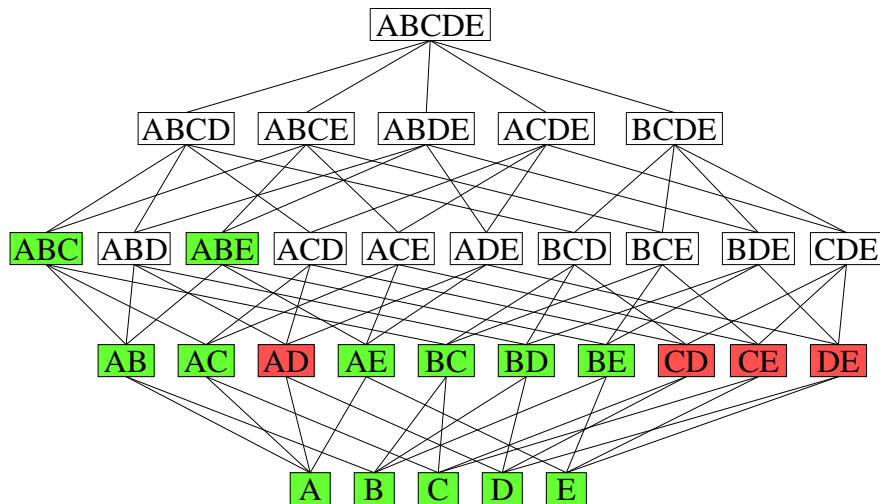 ABCDE
ABCD ABCE ABDE ACDE BCDE
ABC ABD ABE ACD ACE ADE BCD BCE BDE CDE
AB AC AD AE BC BD BE CD CE DE
A B C D E